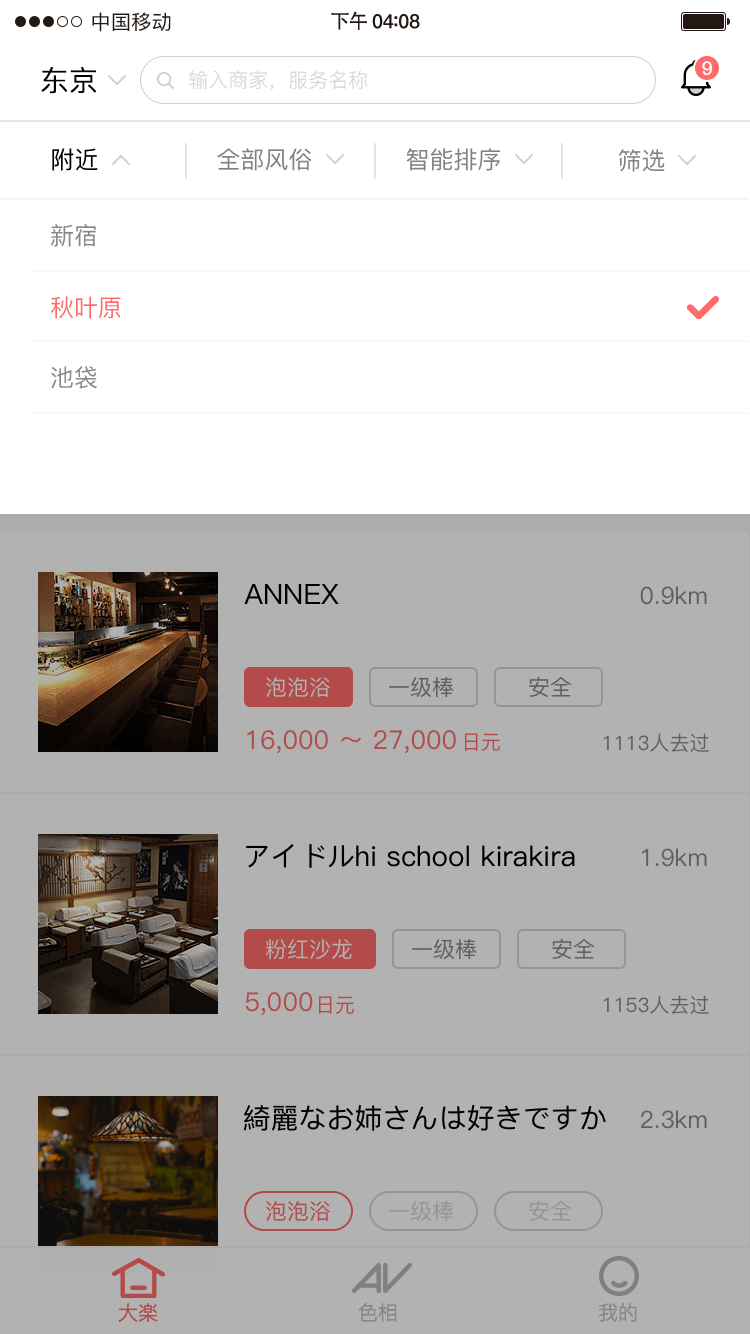 中国移动 下午 04:08
东京 输入商家，服务名称 9
附近 全部风俗 智能排序 筛选
新宿
秋叶原
池袋
ANNEX 0.9km
泡泡浴 一级棒 安全
16,000 ～ 27,000 日元 1113人去过
アイドルhi school kirakira 1.9km
粉红沙龙 一级棒 安全
5,000日元 1153人去过
綺麗なお姉さんは好きですか 2.3km
泡泡浴 一级棒 安全
大楽 色相 我的